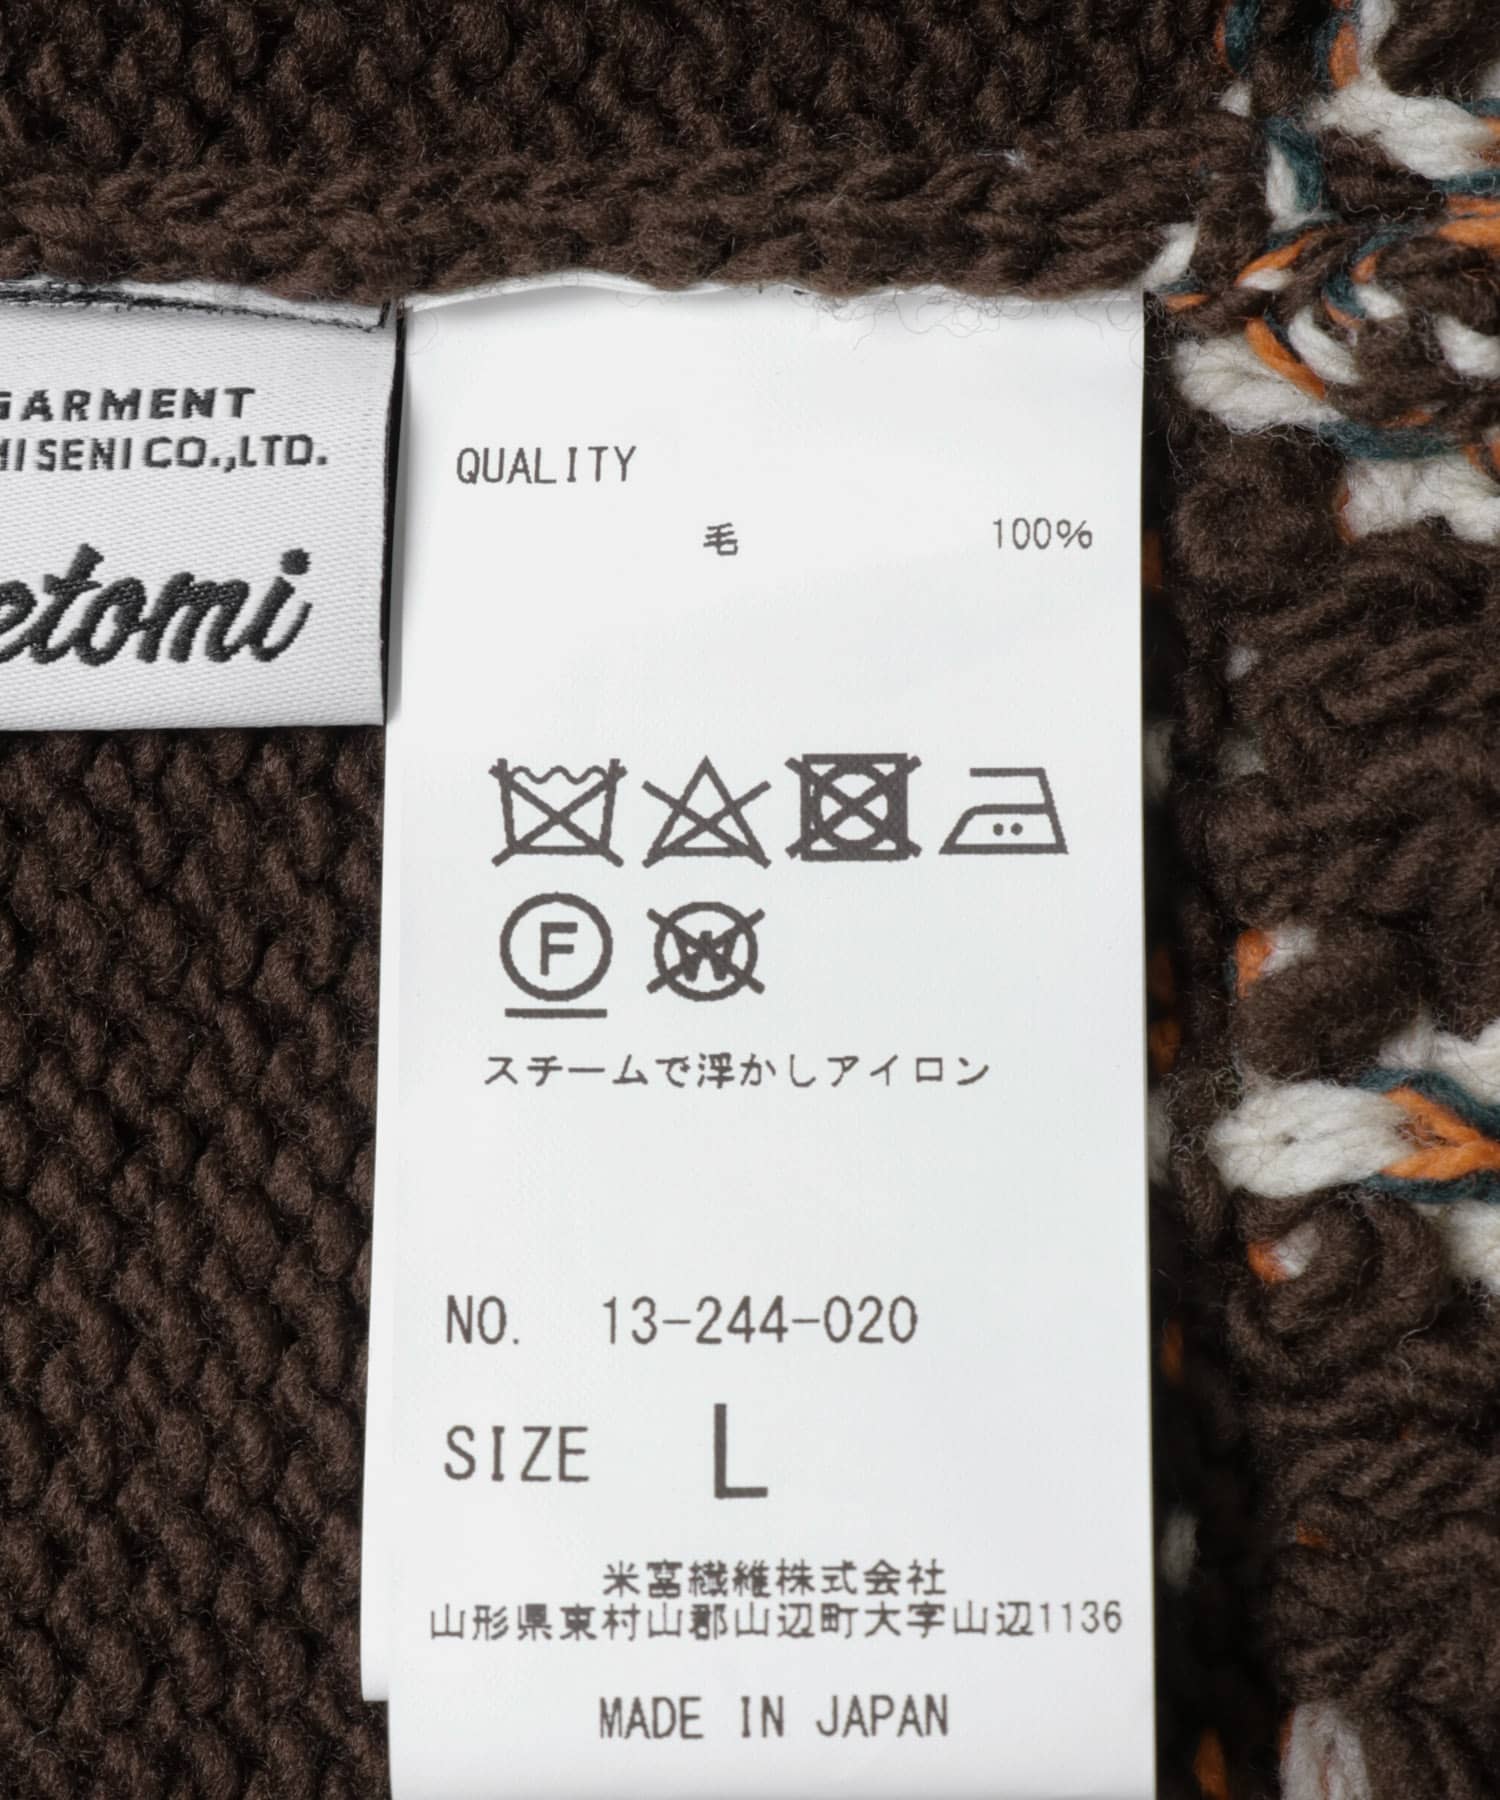 GARMENT
MI SENI CO.,LTD.
etomi
QUALITY
毛 100%
F
W
スチームで浮かしアイロン
NO. 13-244-020
SIZE L
米富繊維株式会社
山形県東村山郡山辺町大字山辺1136
MADE IN JAPAN